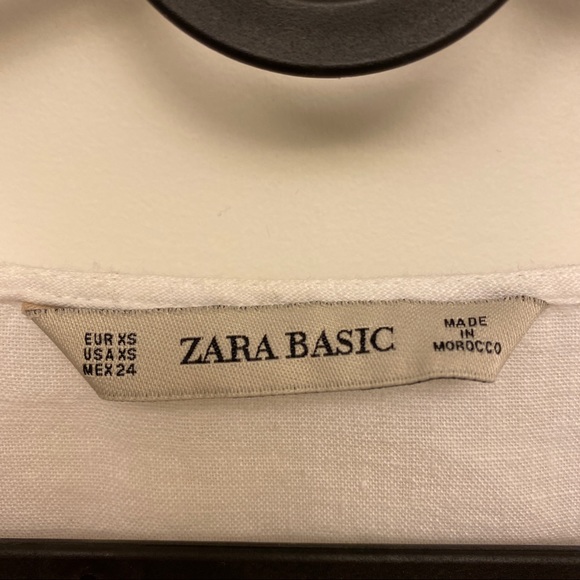 EUR XS
USA XS
MEX 24
ZARA BASIC
MADE
IN
MOROCCO